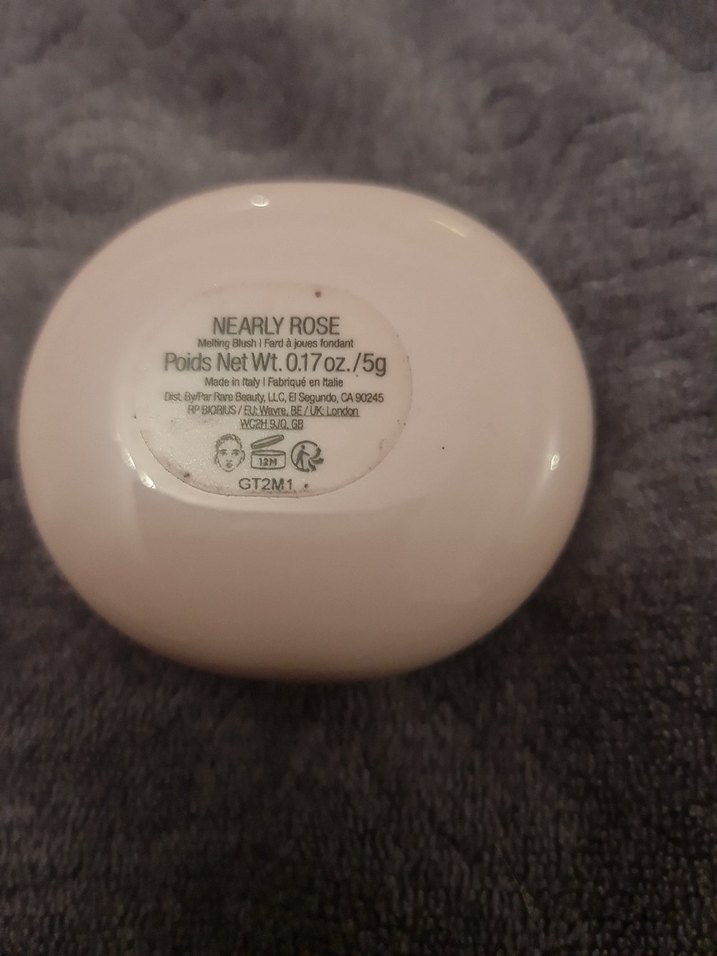 NEARLY ROSE
Melting Blush | Fard à joues fondant
Poids Net Wt. 0.17 oz./5g
Made in Italy | Fabriqué en Italie
Dist. By/Par Rare Beauty, LLC, El Segundo, CA 90245
RP BIORIUS / EU: Wavre, BE / UK: London
WC2H 9JQ, GB
12M
GT2M1